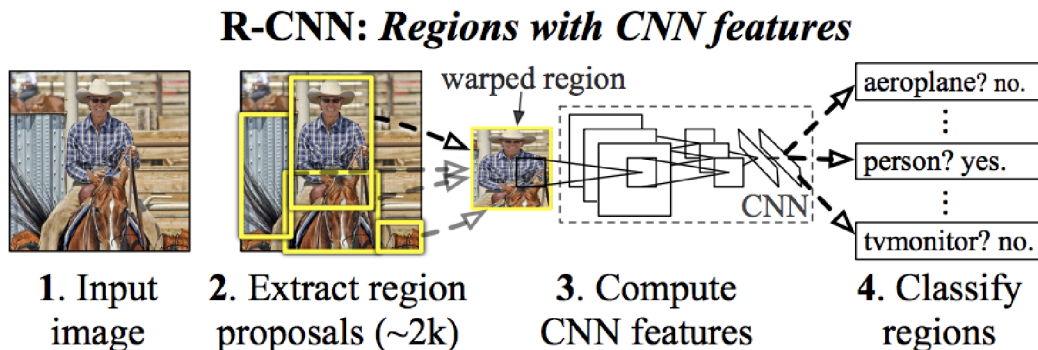 R-CNN: Regions with CNN features
warped region
aeroplane? no.
person? yes.
tvmonitor? no.
CNN
1. Input
image
2. Extract region
proposals (~2k)
3. Compute
CNN features
4. Classify
regions